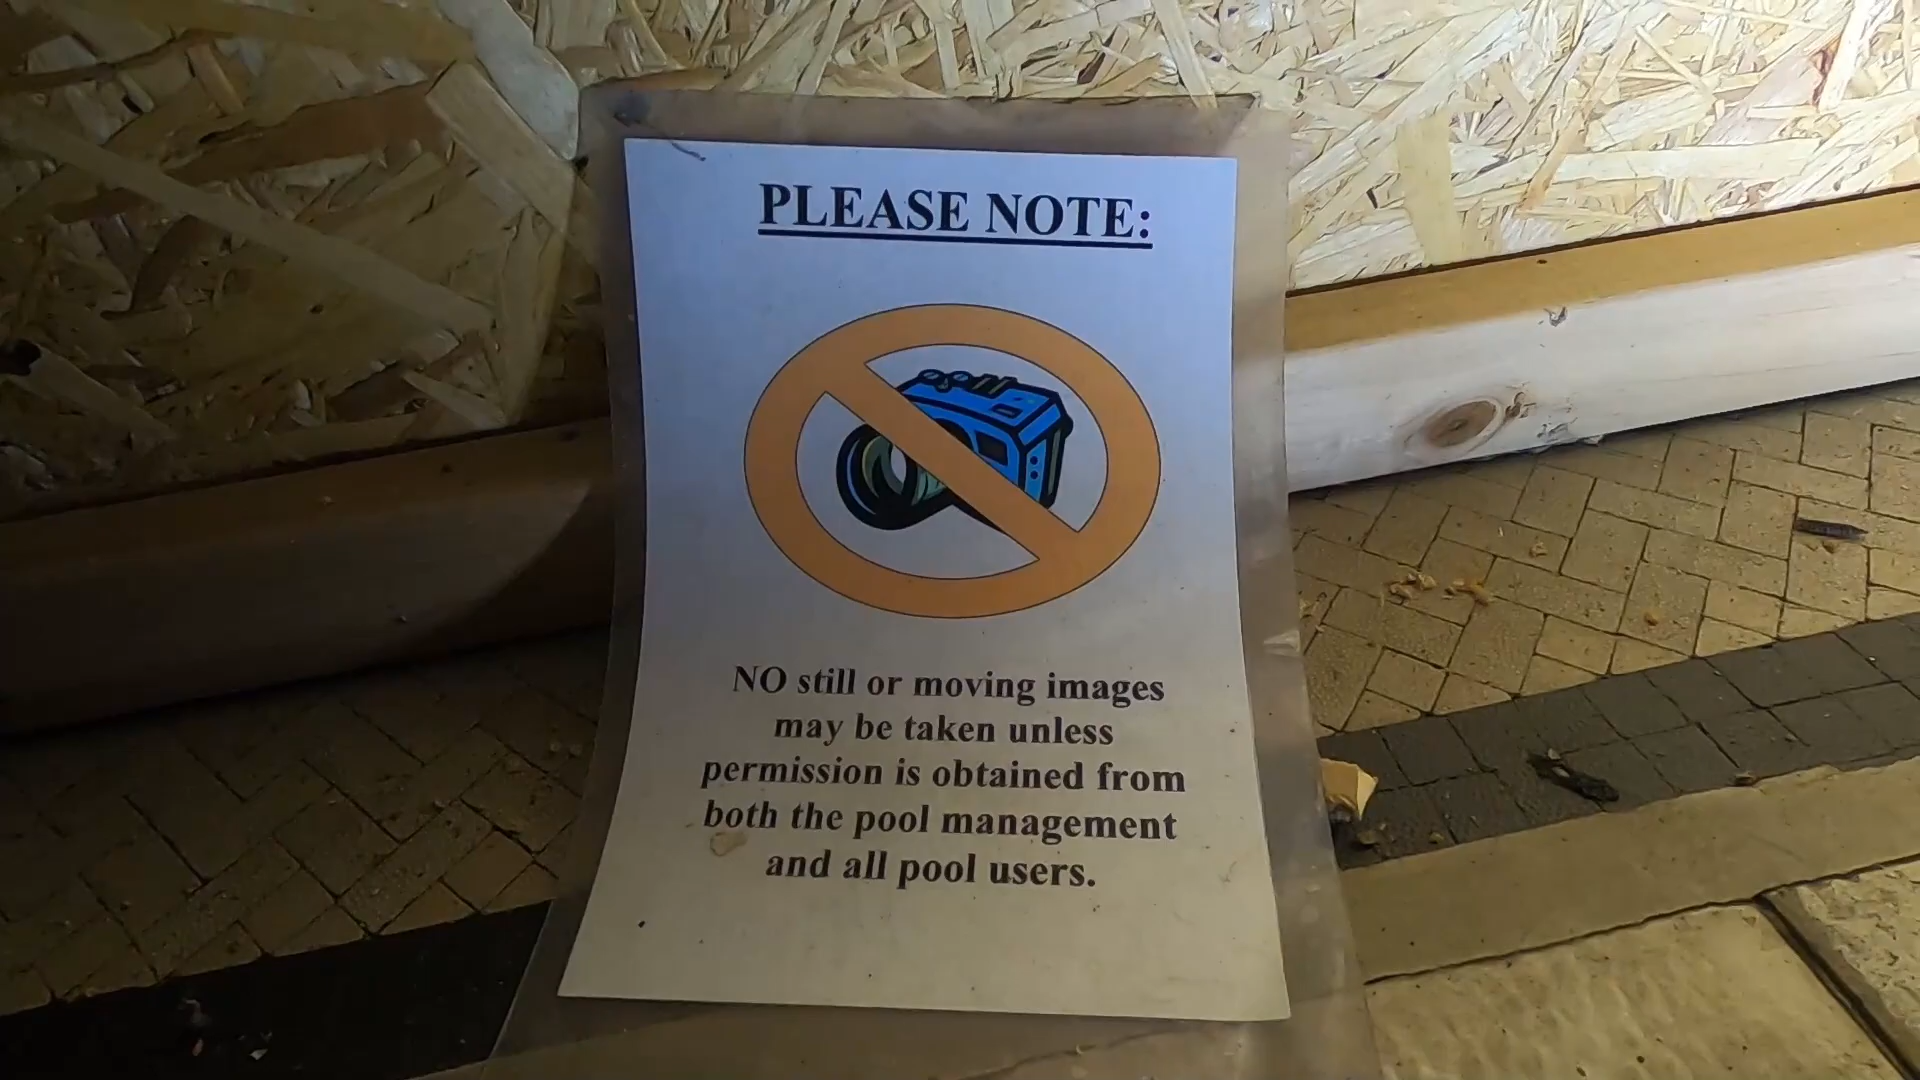 PLEASE NOTE:
NO still or moving images
may be taken unless
permission is obtained from
both the pool management
and all pool users.